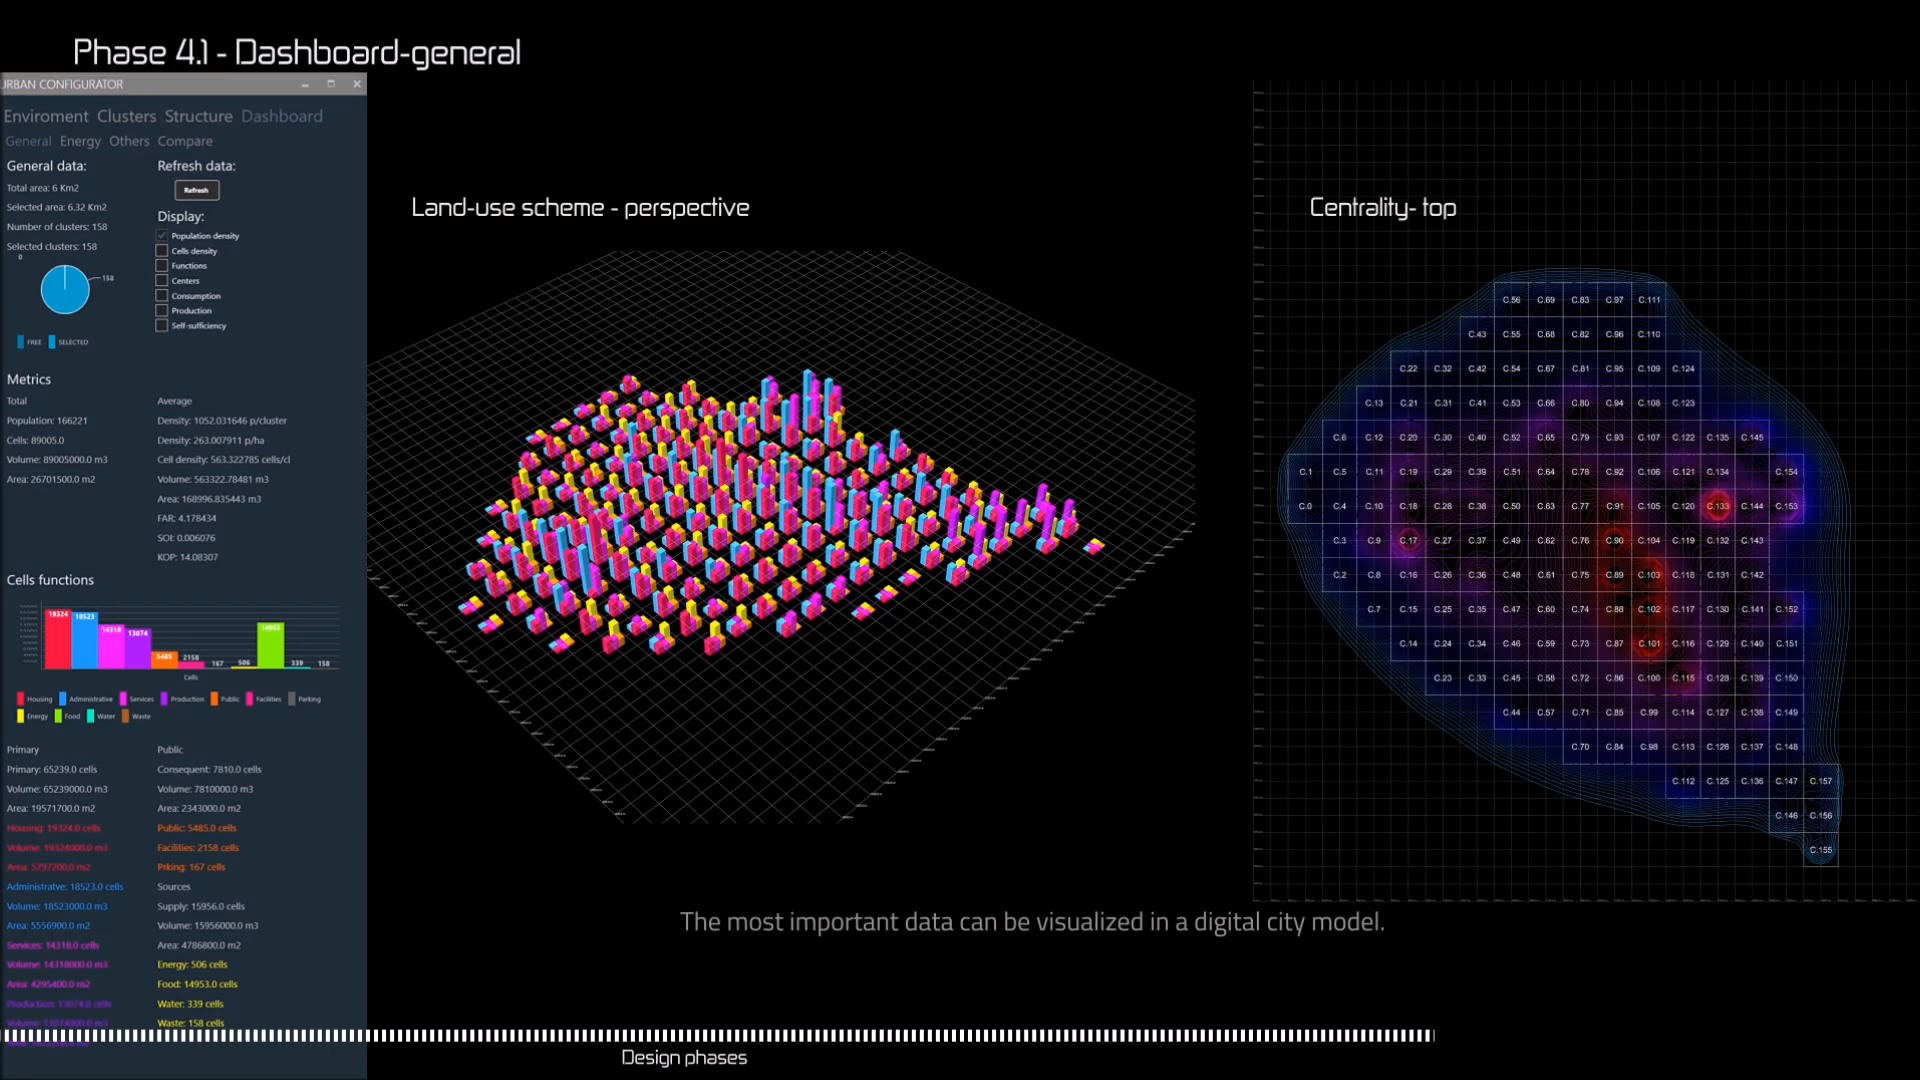 Phase 4.1 - Dashboard-general
URBAN CONFIGURATOR
Enviroment Clusters Structure Dashboard
General Energy Others Compare
General data:
Total area: 6 Km2
Selected area: 6.32 Km2
Number of clusters: 158
Selected clusters: 158
0
158
FREE SELECTED
Refresh data:
Refresh
Display:
Population density
Cells density
Functions
Centers
Consumption
Production
Self-sufficiency
Metrics
Total
Population: 166221
Cells: 89005.0
Volume: 89005000.0 m3
Area: 26701500.0 m2
Average
Density: 1052.031646 p/cluster
Density: 263.007911 p/ha
Cell density: 563.322785 cells/cl
Volume: 563322.78481 m3
Area: 168996.835443 m3
FAR: 4.178434
SOI: 0.006076
KOP: 14.08307
Cells functions
19324 18523 14318 13074 5485 2158 167 506 14953 339 158
Cells
Housing Administrative Services Production Public Facilities Parking
Energy Food Water Waste
Primary
Primary: 65239.0 cells
Volume: 65239000.0 m3
Area: 19571700.0 m2
Housing: 19324.0 cells
Volume: 19324000.0 m3
Area: 5797200.0 m2
Administratve: 18523.0 cells
Volume: 18523000.0 m3
Area: 5556900.0 m2
Services: 14318.0 cells
Volume: 14318000.0 m3
Area: 4295400.0 m2
Production: 13074.0 cells
Volume: 13074000.0 m3
Public
Consequent: 7810.0 cells
Volume: 7810000.0 m3
Area: 2343000.0 m2
Public: 5485.0 cells
Facilities: 2158 cells
Prking: 167 cells
Sources
Supply: 15956.0 cells
Volume: 15956000.0 m3
Area: 4786800.0 m2
Energy: 506 cells
Food: 14953.0 cells
Water: 339 cells
Waste: 158 cells
Land-use scheme - perspective
Centrality- top
C.56 C.69 C.83 C.97 C.111
C.43 C.55 C.68 C.82 C.96 C.110
C.22 C.32 C.42 C.54 C.67 C.81 C.95 C.109 C.124
C.13 C.21 C.31 C.41 C.53 C.66 C.80 C.94 C.108 C.123
C.6 C.12 C.20 C.30 C.40 C.52 C.65 C.79 C.93 C.107 C.122 C.135 C.145
C.1 C.5 C.11 C.19 C.29 C.39 C.51 C.64 C.78 C.92 C.106 C.121 C.134 C.154
C.0 C.4 C.10 C.18 C.28 C.38 C.50 C.63 C.77 C.91 C.105 C.120 C.133 C.144 C.153
C.3 C.9 C.17 C.27 C.37 C.49 C.62 C.76 C.90 C.104 C.119 C.132 C.143
C.2 C.8 C.16 C.26 C.36 C.48 C.61 C.75 C.89 C.103 C.118 C.131 C.142
C.7 C.15 C.25 C.35 C.47 C.60 C.74 C.88 C.102 C.117 C.130 C.141 C.152
C.14 C.24 C.34 C.46 C.59 C.73 C.87 C.101 C.116 C.129 C.140 C.151
C.23 C.33 C.45 C.58 C.72 C.86 C.100 C.115 C.128 C.139 C.150
C.44 C.57 C.71 C.85 C.99 C.114 C.127 C.138 C.149
C.70 C.84 C.98 C.113 C.126 C.137 C.148
C.112 C.125 C.136 C.147 C.157
C.146 C.156
C.155
The most important data can be visualized in a digital city model.
Design phases